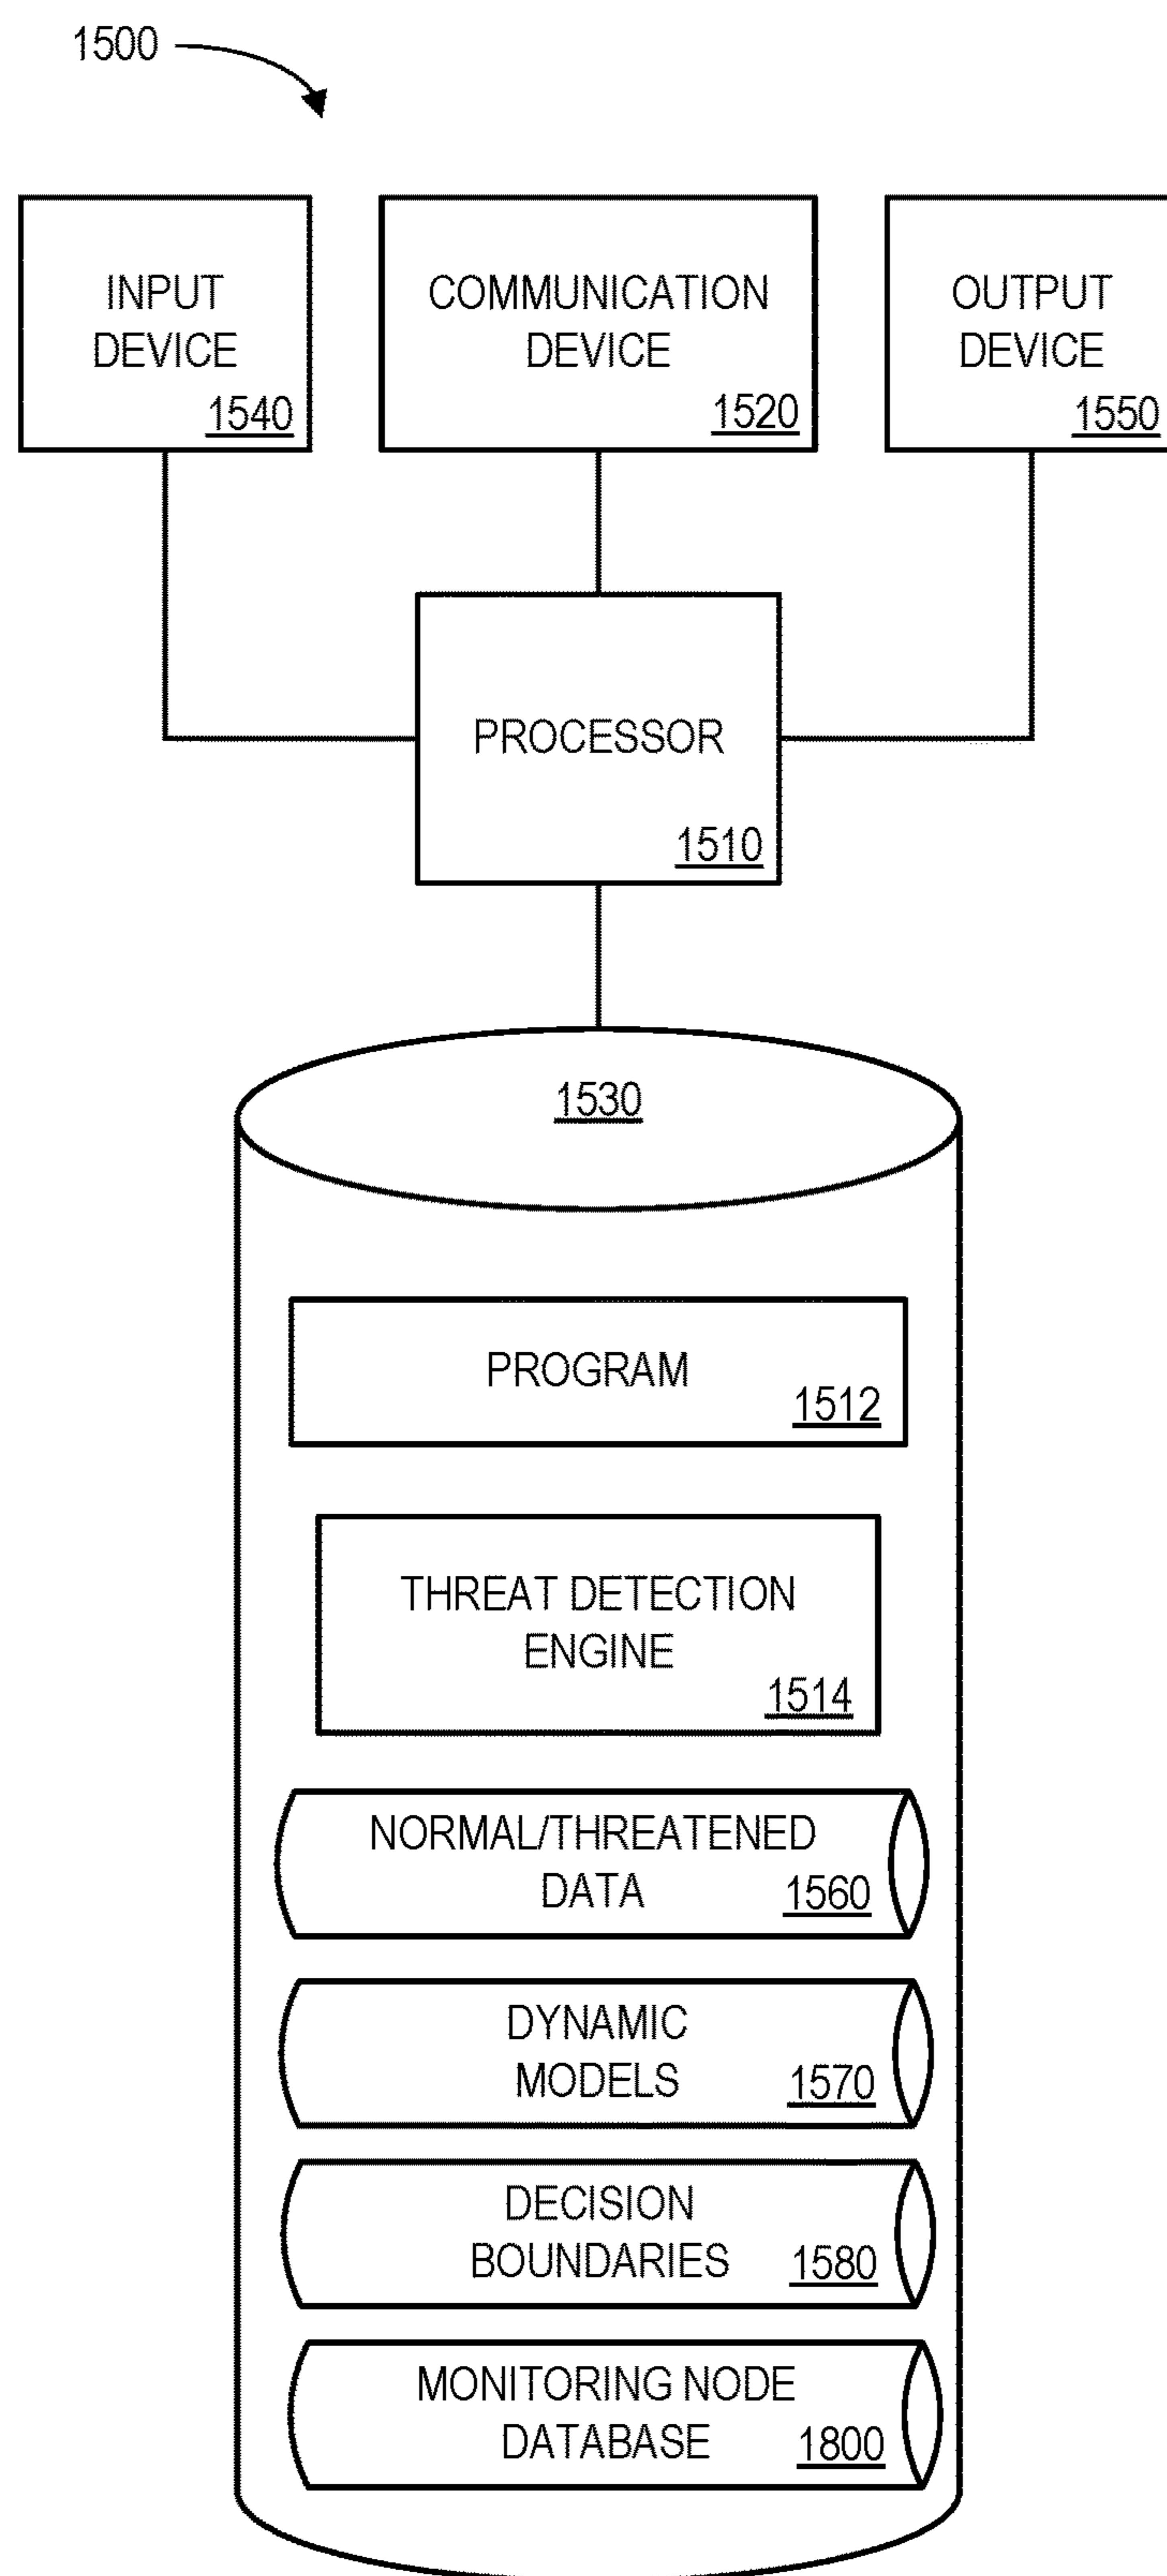 1500
INPUT
DEVICE
1540
COMMUNICATION
DEVICE
1520
OUTPUT
DEVICE
1550
PROCESSOR
1510
1530
PROGRAM
1512
THREAT DETECTION
ENGINE
1514
NORMAL/THREATENED
DATA
1560
DYNAMIC
MODELS
1570
DECISION
BOUNDARIES
1580
MONITORING NODE
DATABASE
1800